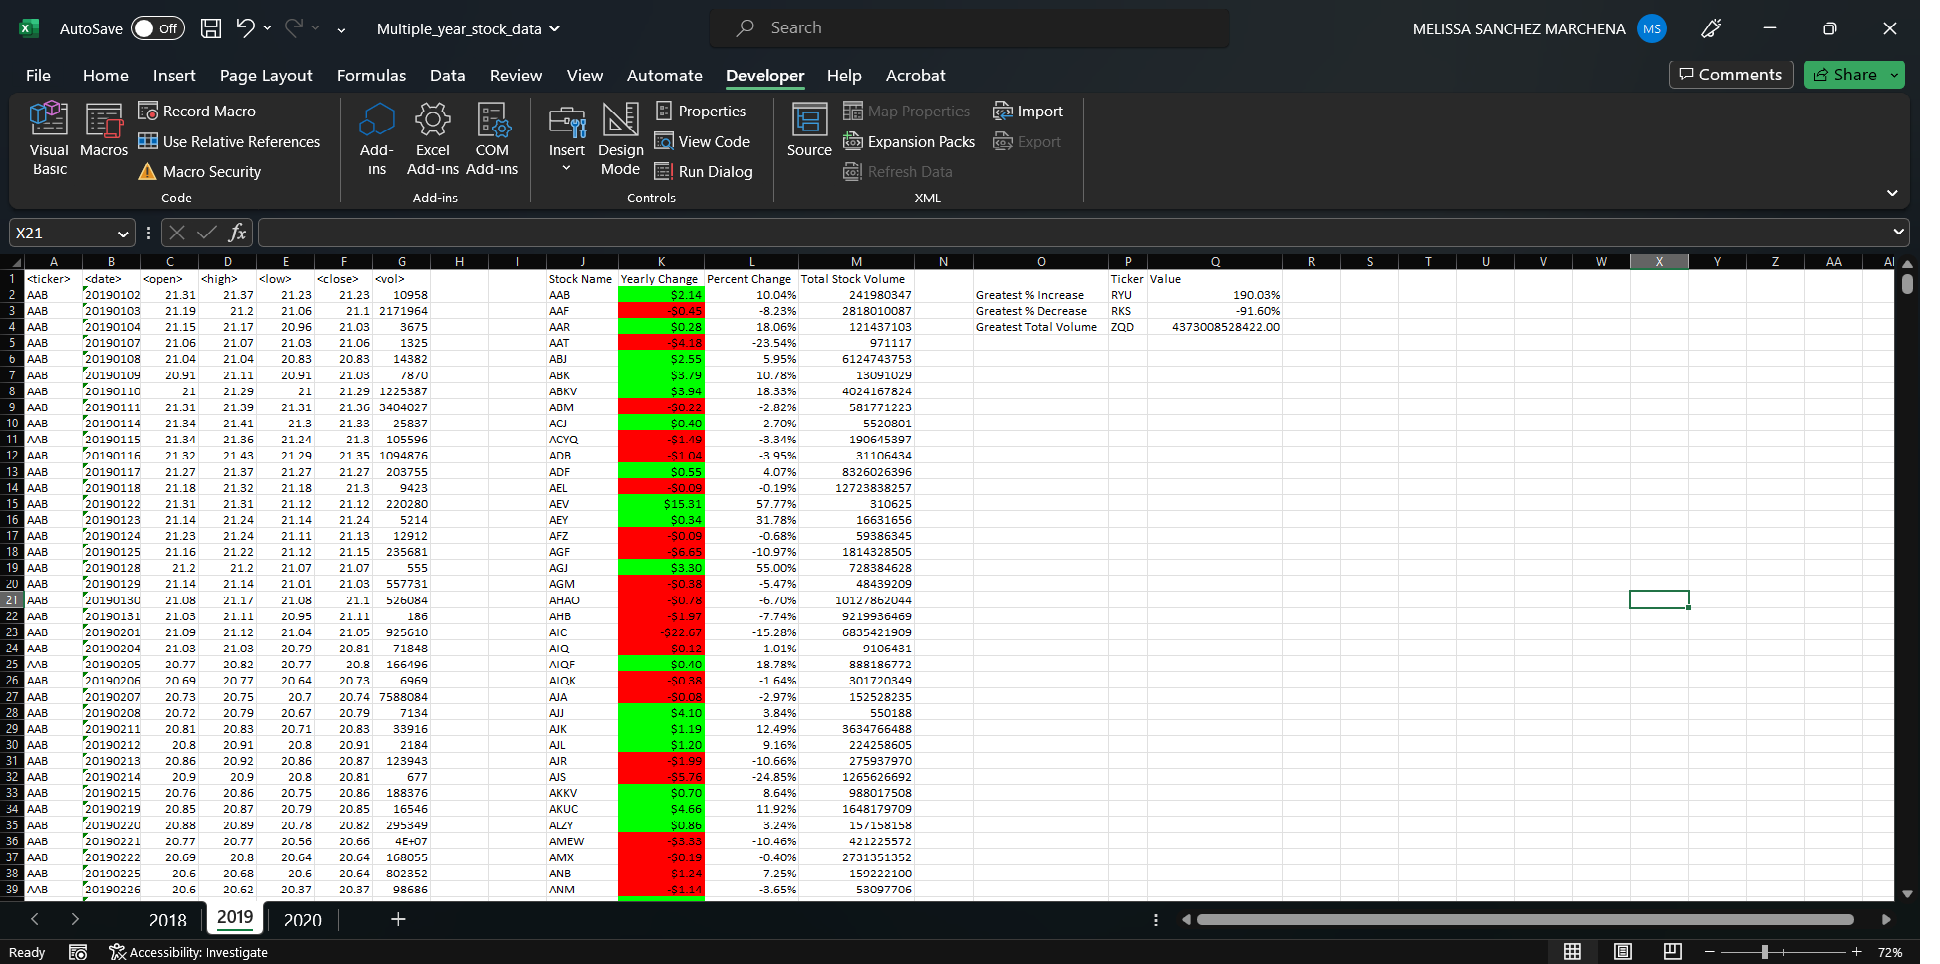 AutoSave Off Multiple_year_stock_data Search MELISSA SANCHEZ MARCHENA MS
File Home Insert Page Layout Formulas Data Review View Automate Developer Help Acrobat Comments Share
Visual Basic Macros Record Macro Use Relative References Macro Security Code
Add-ins Excel Add-ins COM Add-ins Add-ins
Insert Design Mode Properties View Code Run Dialog Controls
Source Map Properties Expansion Packs Refresh Data Import Export XML
X21 fx
A B C D E F G H I J K L M N O P Q R S T U V W X Y Z AA
1 <ticker> <date> <open> <high> <low> <close> <vol> Stock Name Yearly Change Percent Change Total Stock Volume Ticker Value
2 AAB 20190102 21.31 21.37 21.23 21.23 10958 AAB $2.14 10.04% 241980347 Greatest % Increase RYU 190.03%
3 AAB 20190103 21.19 21.2 21.06 21.1 2171964 AAF -$0.45 -8.23% 2818010087 Greatest % Decrease RKS -91.60%
4 AAB 20190104 21.15 21.17 20.96 21.03 3675 AAR $0.28 18.06% 121437103 Greatest Total Volume ZQD 4373008528422.00
5 AAB 20190107 21.06 21.07 21.03 21.06 1325 AAT -$4.18 -23.54% 971117
6 AAB 20190108 21.04 21.04 20.83 20.83 14382 ABJ $2.55 5.95% 6124743753
7 AAB 20190109 20.91 21.11 20.91 21.03 7870 ABK $3.79 10.78% 13091029
8 AAB 20190110 21 21.29 21 21.29 1225387 ABKV $3.94 18.33% 4024167824
9 AAB 20190111 21.31 21.39 21.31 21.36 3404027 ABM -$0.22 -2.82% 581771223
10 AAB 20190114 21.34 21.41 21.3 21.33 25837 ACJ $0.40 2.70% 5520801
11 AAB 20190115 21.34 21.36 21.24 21.3 105596 ACYQ -$1.49 -3.34% 190645397
12 AAB 20190116 21.32 21.43 21.29 21.35 1094876 ADB -$1.04 -3.95% 31106434
13 AAB 20190117 21.27 21.37 21.27 21.27 203755 ADF $0.55 4.07% 8326026396
14 AAB 20190118 21.18 21.32 21.18 21.3 9423 AEL -$0.09 -0.19% 12723838257
15 AAB 20190122 21.31 21.31 21.12 21.12 220280 AEV $15.31 57.77% 310625
16 AAB 20190123 21.14 21.24 21.14 21.24 5214 AEY $0.34 31.78% 16631656
17 AAB 20190124 21.23 21.24 21.11 21.13 12912 AFZ -$0.09 -0.68% 59386345
18 AAB 20190125 21.16 21.22 21.12 21.15 235681 AGF -$6.65 -10.97% 1814328505
19 AAB 20190128 21.2 21.2 21.07 21.07 555 AGJ $3.30 55.00% 728384628
20 AAB 20190129 21.14 21.14 21.01 21.03 557731 AGM -$0.38 -5.47% 48439209
21 AAB 20190130 21.08 21.17 21.08 21.1 526084 AHAO -$0.78 -6.70% 10127862044
22 AAB 20190131 21.03 21.11 20.95 21.11 186 AHB -$1.97 -7.74% 9219936469
23 AAB 20190201 21.09 21.12 21.04 21.05 925610 AIC -$22.67 -15.28% 6835421909
24 AAB 20190204 21.03 21.03 20.79 20.81 71848 AIQ $0.12 1.01% 9106431
25 AAB 20190205 20.77 20.82 20.77 20.8 166496 AIQF $0.40 18.78% 888186772
26 AAB 20190206 20.69 20.77 20.64 20.73 6969 AIQK -$0.38 -1.64% 301720349
27 AAB 20190207 20.73 20.75 20.7 20.74 7588084 AJA -$0.08 -2.97% 152528235
28 AAB 20190208 20.72 20.79 20.67 20.79 7134 AJJ $4.10 3.84% 550188
29 AAB 20190211 20.81 20.83 20.71 20.83 33916 AJK $1.19 12.49% 3634766488
30 AAB 20190212 20.8 20.91 20.8 20.91 2184 AJL $1.20 9.16% 224258605
31 AAB 20190213 20.86 20.92 20.86 20.87 123943 AJR -$1.99 -10.66% 275937970
32 AAB 20190214 20.9 20.9 20.8 20.81 677 AJS -$5.76 -24.85% 1265626692
33 AAB 20190215 20.76 20.86 20.75 20.86 188376 AKKV $0.70 8.64% 988017508
34 AAB 20190219 20.85 20.87 20.79 20.85 16546 AKUC $4.66 11.92% 1648179709
35 AAB 20190220 20.88 20.89 20.78 20.82 295349 ALZY $0.86 3.24% 157158158
36 AAB 20190221 20.77 20.77 20.56 20.66 4E+07 AMEW -$3.33 -10.46% 421225572
37 AAB 20190222 20.69 20.8 20.64 20.64 168055 AMX -$0.19 -0.40% 2731351352
38 AAB 20190225 20.6 20.68 20.6 20.64 802352 ANB $1.24 7.25% 159222100
39 AAB 20190226 20.6 20.62 20.37 20.37 98686 ANM -$1.14 -3.65% 53097706
2018 2019 2020
Ready Accessibility: Investigate 72%